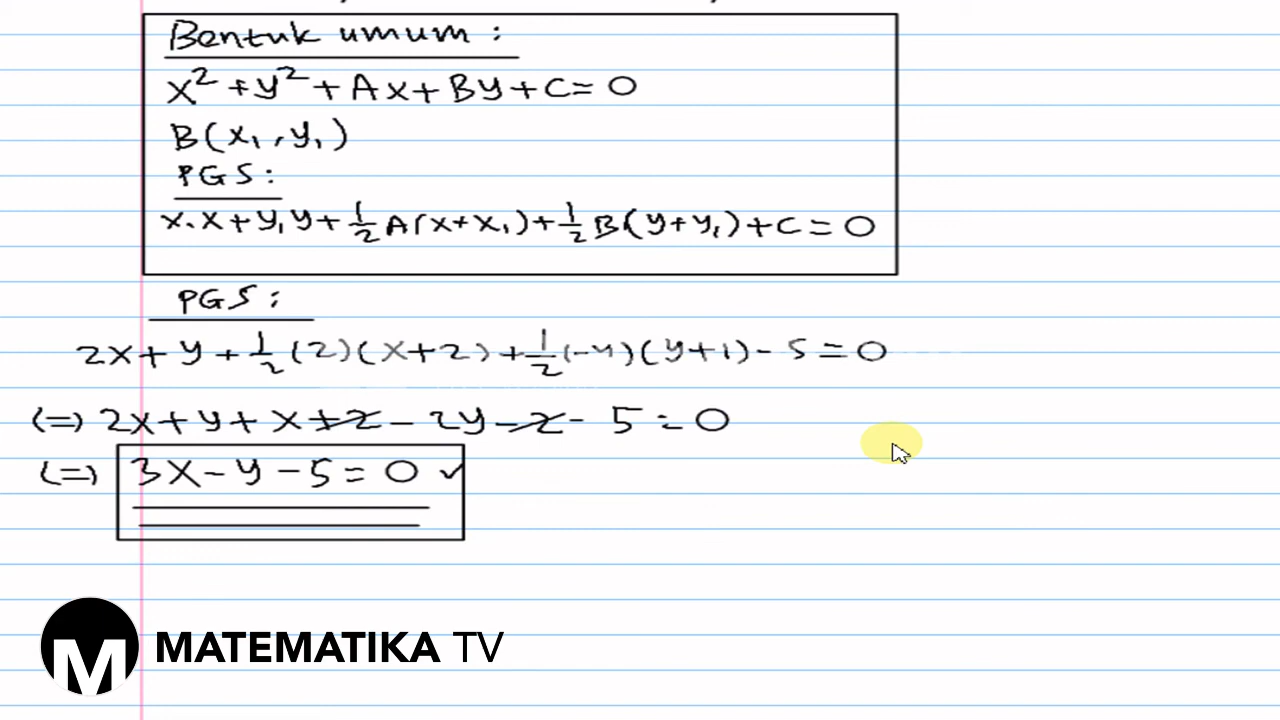 Bentuk umum :
x² + y² + Ax + By + C = 0
B(x₁, y₁)
PGS :
x₁x + y₁y + ½A(x + x₁) + ½B(y + y₁) + C = 0
PGS :
2x + y + ½(2)(x + 2) + ½(-4)(y + 1) - 5 = 0
(=) 2x + y + x + 2 - 2y - 2 - 5 = 0
(=) 3x - y - 5 = 0 ✓
M MATEMATIKA TV